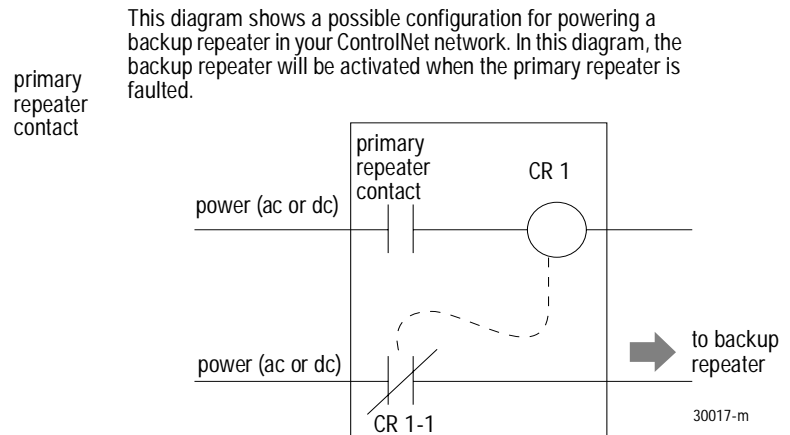 This diagram shows a possible configuration for powering a
backup repeater in your ControlNet network. In this diagram, the
backup repeater will be activated when the primary repeater is
faulted.
primary
repeater
contact
primary
repeater
contact
CR 1
power (ac or dc)
to backup
repeater
power (ac or dc)
CR 1-1
30017-m